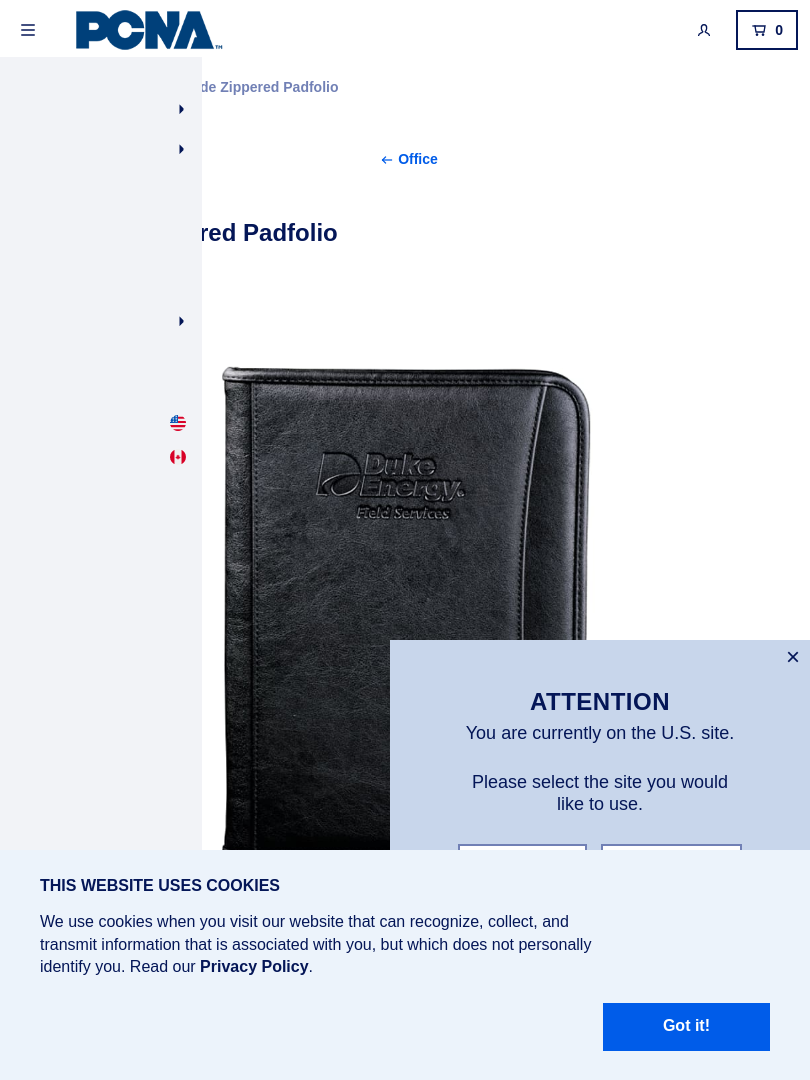 PCNA™
0
de Zippered Padfolio
← Office
red Padfolio
Duke
Energy®
Field Services
ATTENTION
You are currently on the U.S. site.
Please select the site you would
like to use.
THIS WEBSITE USES COOKIES
We use cookies when you visit our website that can recognize, collect, and
transmit information that is associated with you, but which does not personally
identify you. Read our Privacy Policy.
Got it!